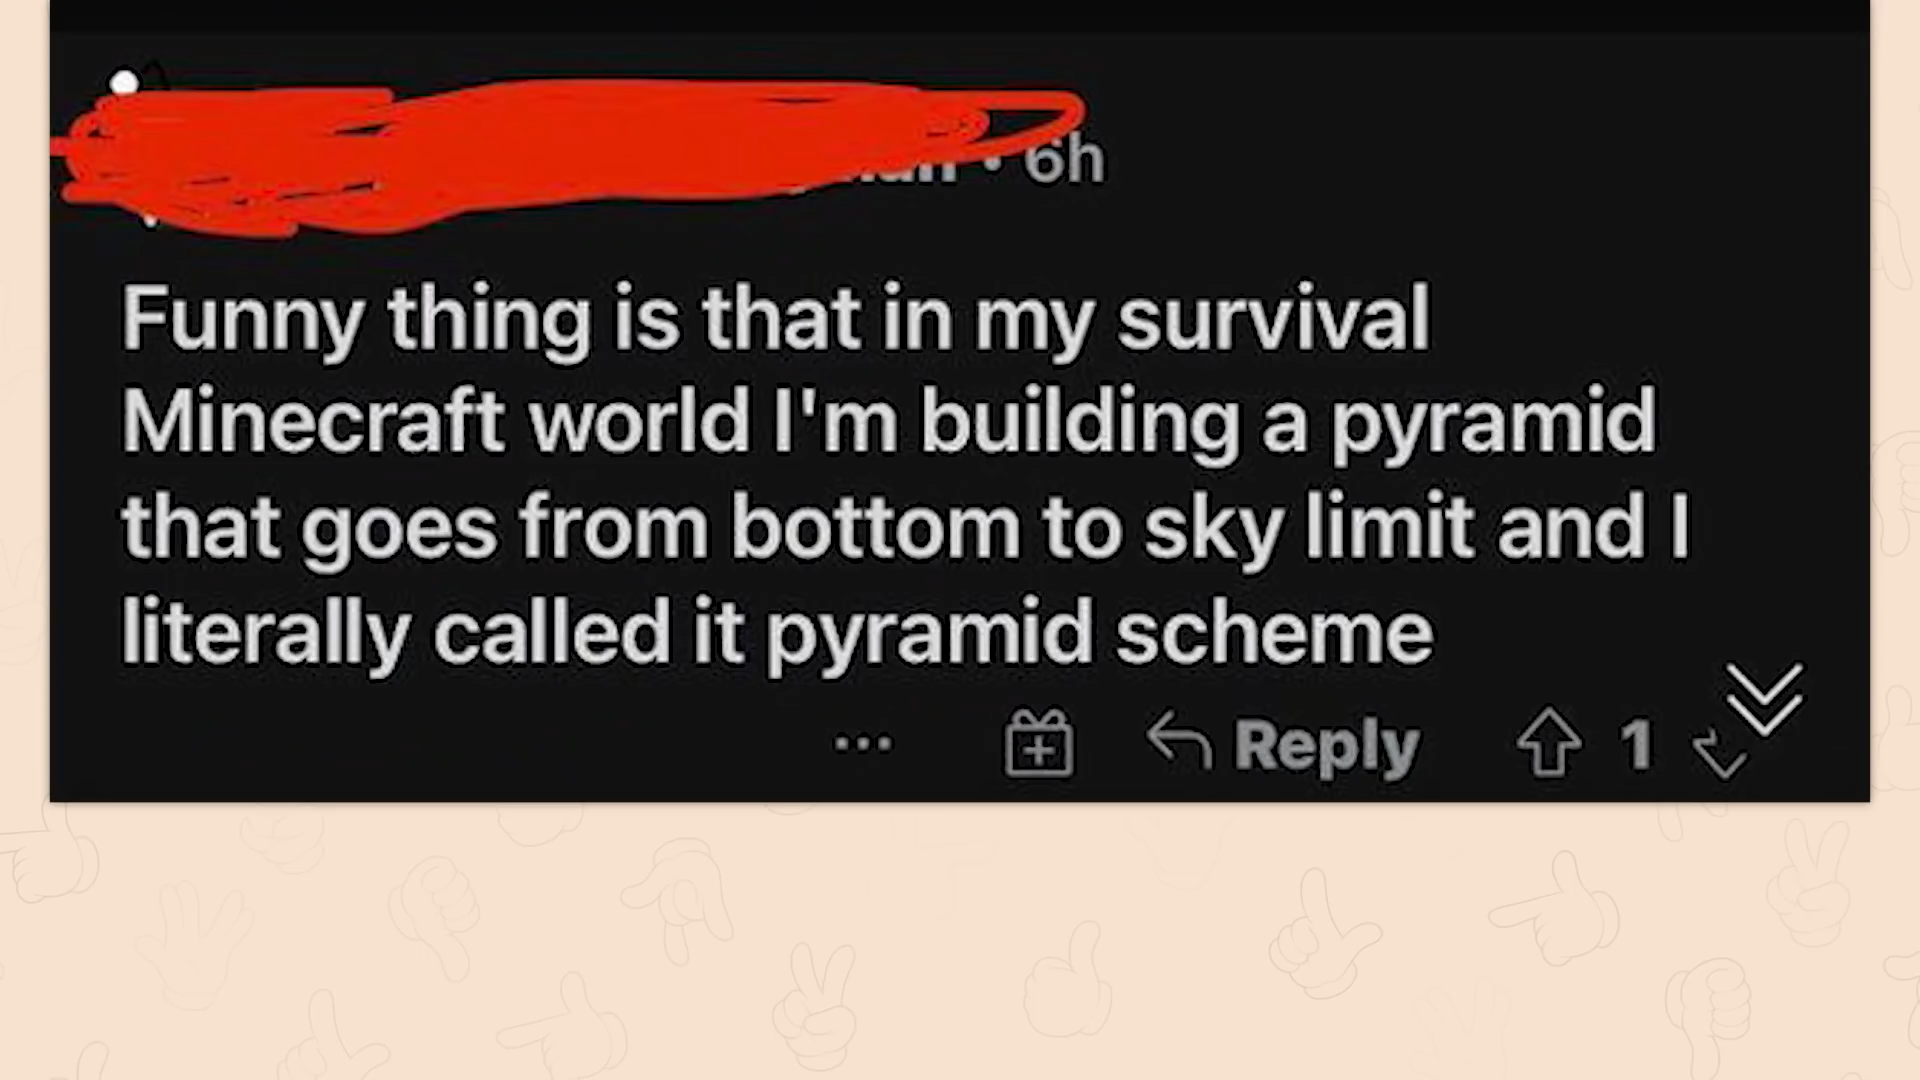 • 6h
Funny thing is that in my survival
Minecraft world I'm building a pyramid
that goes from bottom to sky limit and I
literally called it pyramid scheme
Reply 1